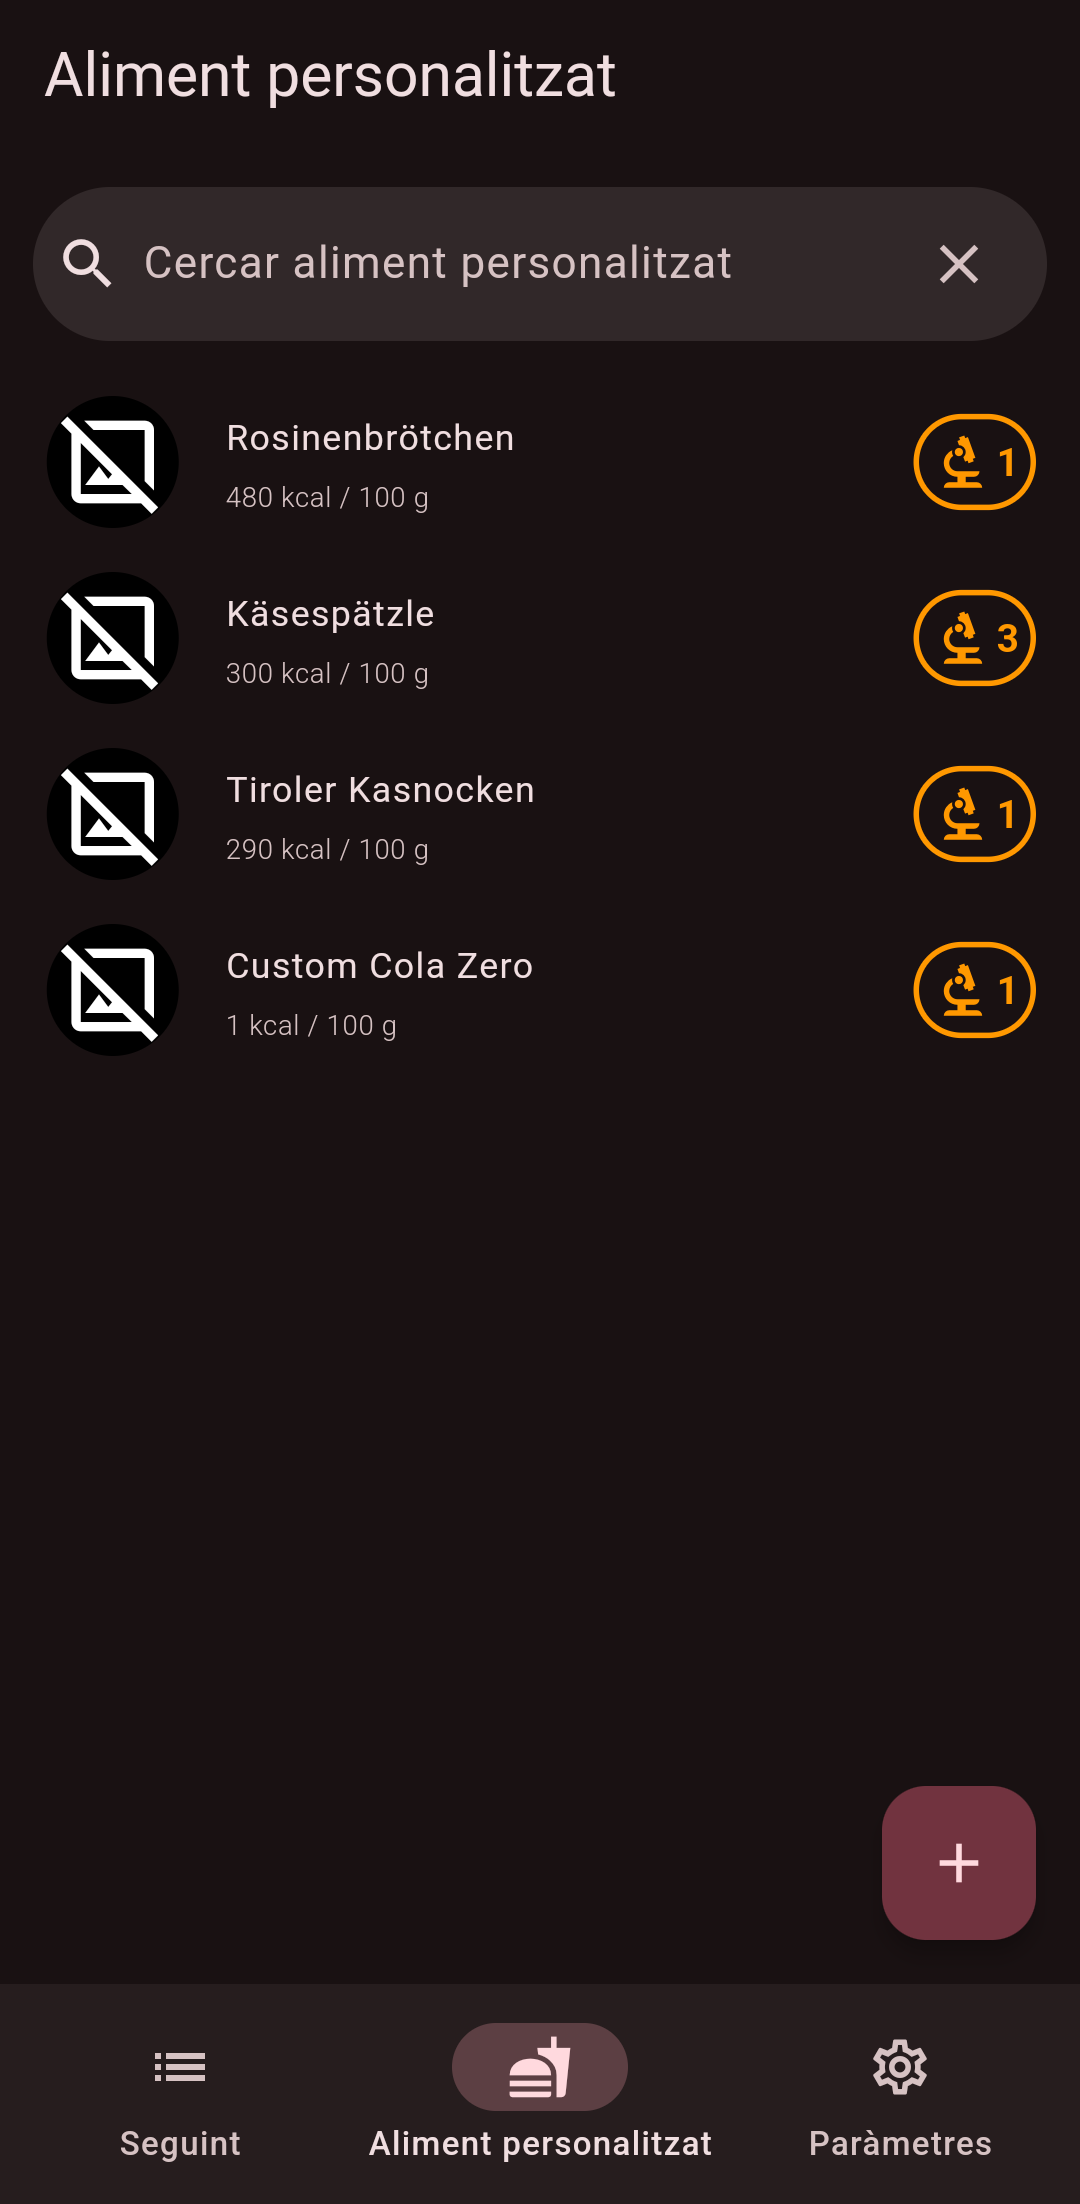 Aliment personalitzat
Cercar aliment personalitzat
Rosinenbrötchen
480 kcal / 100 g
1
Käsespätzle
300 kcal / 100 g
3
Tiroler Kasnocken
290 kcal / 100 g
1
Custom Cola Zero
1 kcal / 100 g
1
Seguint
Aliment personalitzat
Paràmetres